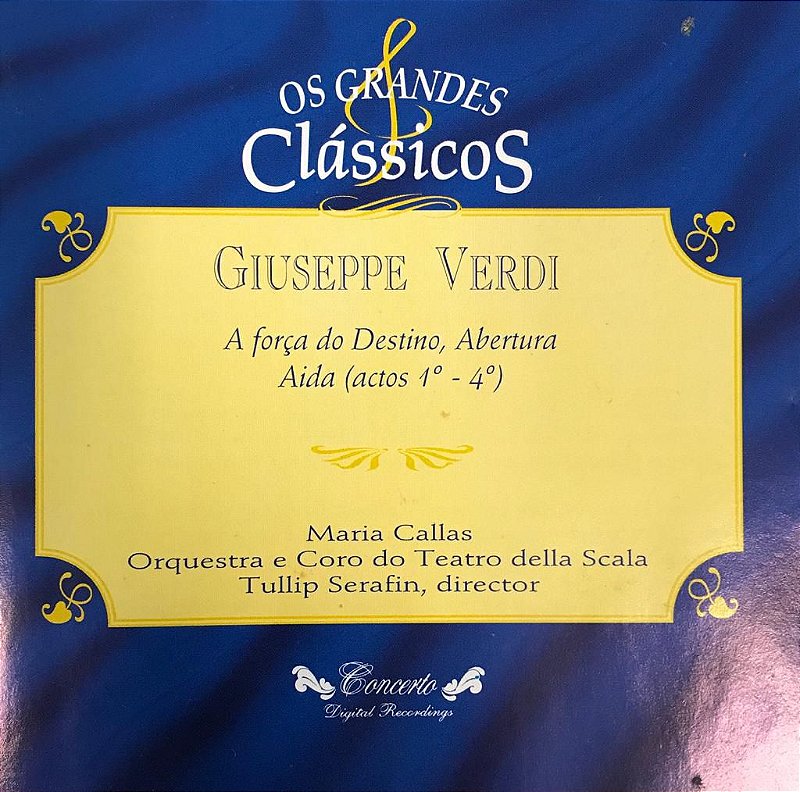 OS GRANDES
Clássicos
GIUSEPPE VERDI
A força do Destino, Abertura
Aida (actos 1º - 4º)
Maria Callas
Orquestra e Coro do Teatro della Scala
Tullip Serafin, director
Concerto
Digital Recordings